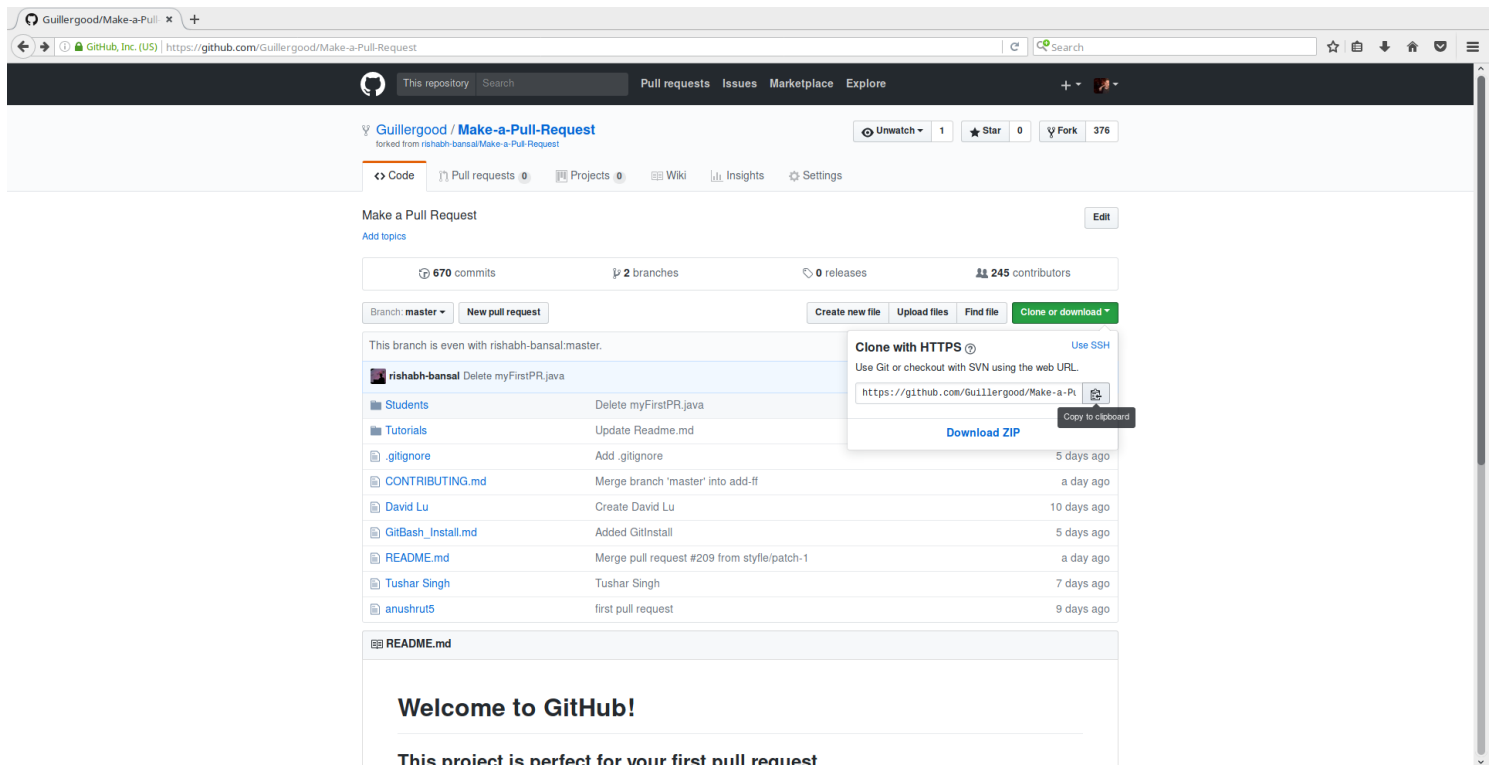 Guillergood/Make-a-Pull-
GitHub, Inc. (US) https://github.com/Guillergood/Make-a-Pull-Request Search
This repository Search Pull requests Issues Marketplace Explore
Guillergood / Make-a-Pull-Request Unwatch 1 Star 0 Fork 376
forked from rishabh-bansal/Make-a-Pull-Request
Code Pull requests 0 Projects 0 Wiki Insights Settings
Make a Pull Request Edit
Add topics
670 commits 2 branches 0 releases 245 contributors
Branch: master New pull request Create new file Upload files Find file Clone or download
This branch is even with rishabh-bansal:master.
Clone with HTTPS Use SSH
Use Git or checkout with SVN using the web URL.
https://github.com/Guillergood/Make-a-Pu
Copy to clipboard
Download ZIP
rishabh-bansal Delete myFirstPR.java
Students Delete myFirstPR.java
Tutorials Update Readme.md
.gitignore Add .gitignore 5 days ago
CONTRIBUTING.md Merge branch 'master' into add-ff a day ago
David Lu Create David Lu 10 days ago
GitBash_Install.md Added GitInstall 5 days ago
README.md Merge pull request #209 from styfle/patch-1 a day ago
Tushar Singh Tushar Singh 7 days ago
anushrut5 first pull request 9 days ago
README.md
Welcome to GitHub!
This project is perfect for your first pull request